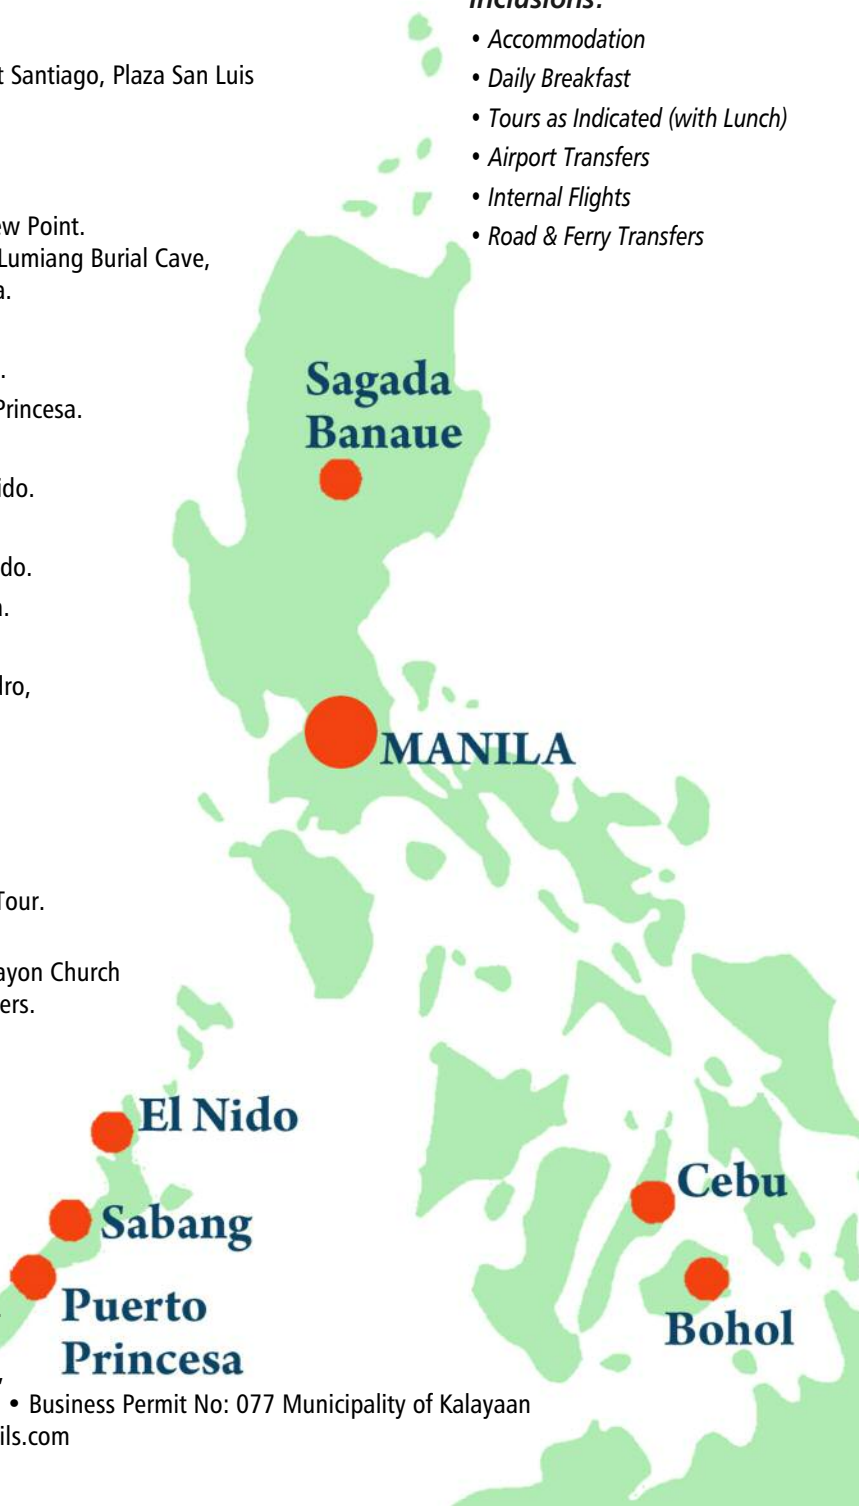 Inclusions:
• Accommodation
• Daily Breakfast
• Tours as Indicated (with Lunch)
• Airport Transfers
• Internal Flights
• Road & Ferry Transfers
t Santiago, Plaza San Luis
ew Point.
Lumiang Burial Cave,
a.
.
Princesa.
ido.
do.
.
dro,
Tour.
ayon Church
ers.
Sagada
Banaue
MANILA
El Nido
Sabang
Puerto
Princesa
Cebu
Bohol
• Business Permit No: 077 Municipality of Kalayaan
ils.com